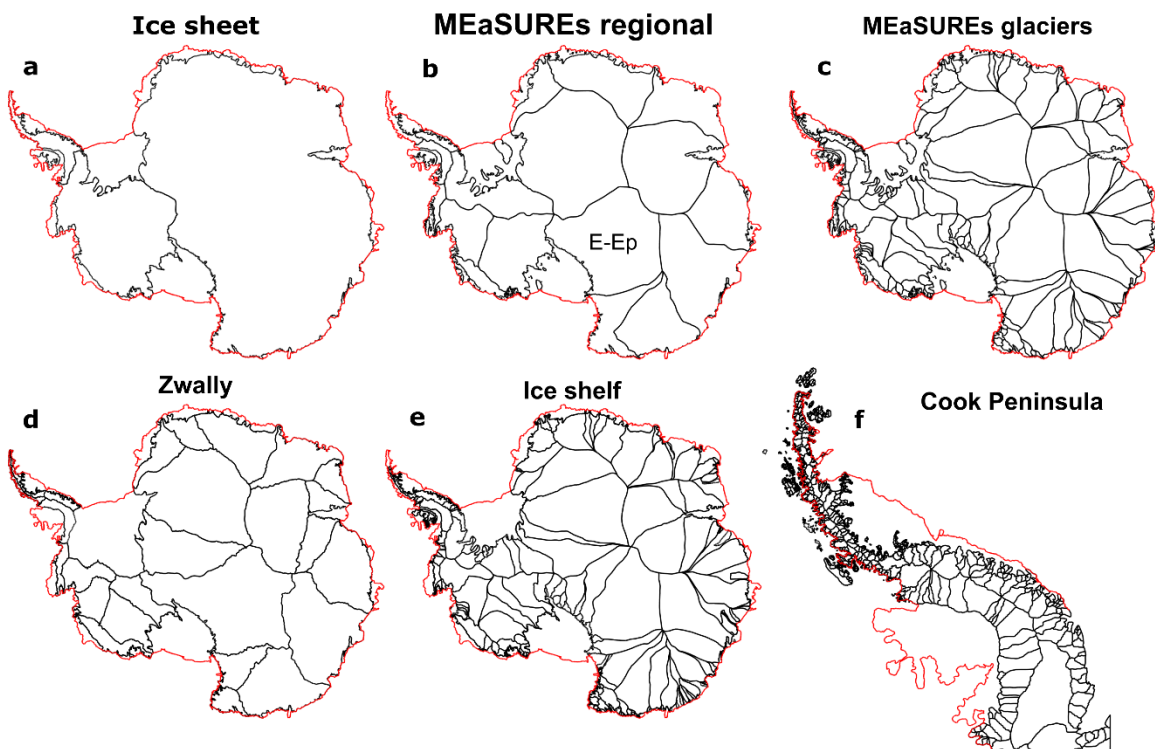 Ice sheet
MEaSUREs regional
MEaSUREs glaciers
a
b
c
E-Ep
Zwally
Ice shelf
Cook Peninsula
d
e
f